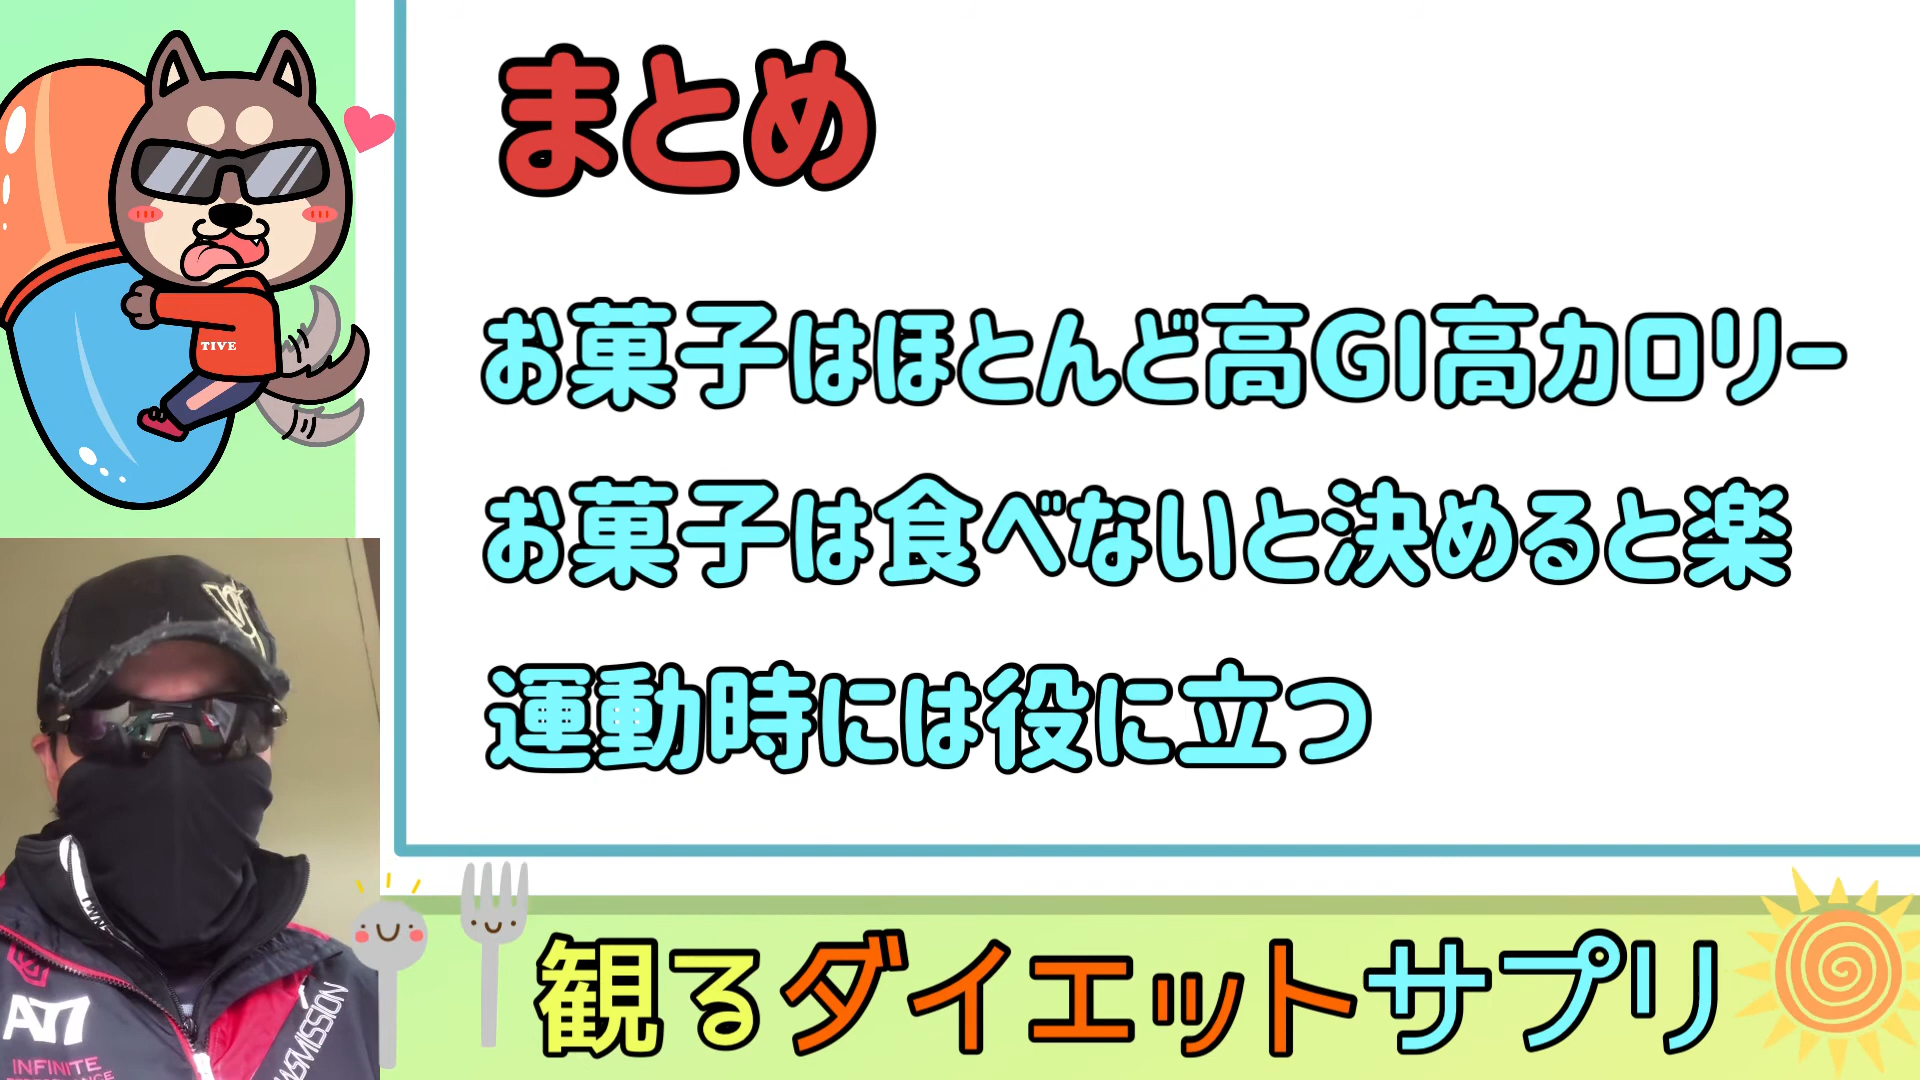 まとめ
お菓子はほとんど高GI高カロリー
お菓子は食べないと決めると楽
運動時には役に立つ
TIVE
A77
INFINITE
観るダイエットサプリ